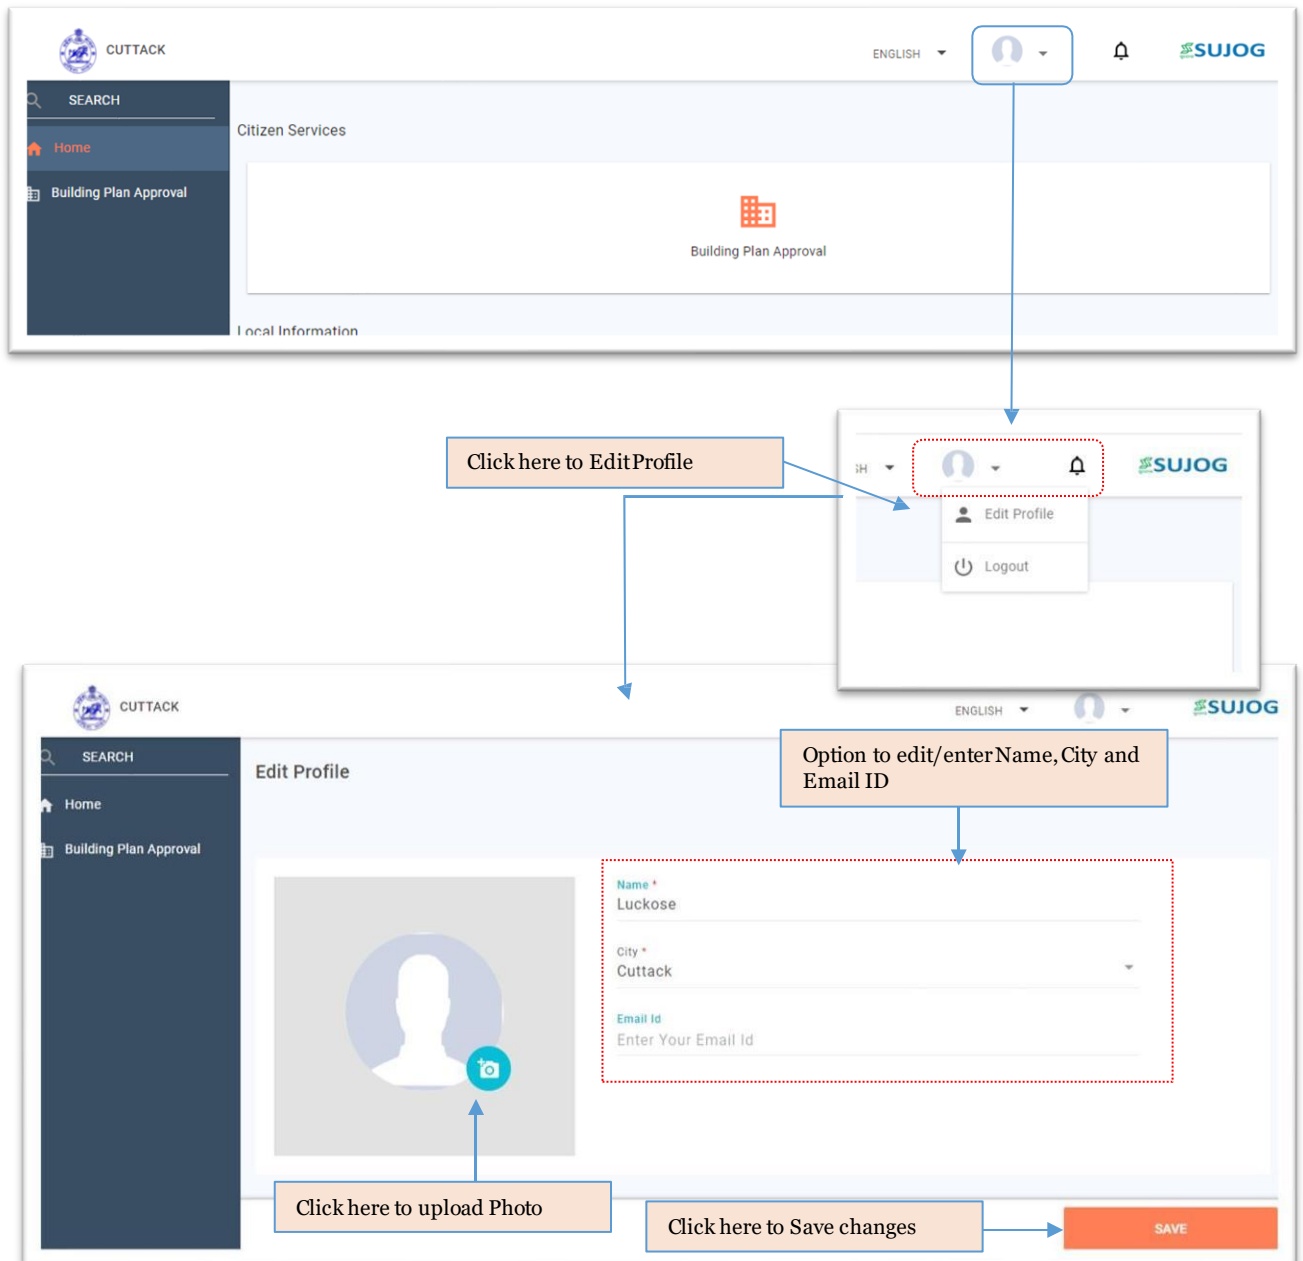 CUTTACK
ENGLISH
SUJOG
SEARCH
Home
Building Plan Approval
Citizen Services
Building Plan Approval
Local Information
Click here to Edit Profile
SH
SUJOG
Edit Profile
Logout
CUTTACK
ENGLISH
SUJOG
SEARCH
Home
Building Plan Approval
Edit Profile
Option to edit/enter Name, City and
Email ID
Name *
Luckose
City *
Cuttack
Email Id
Enter Your Email Id
Click here to upload Photo
Click here to Save changes
SAVE